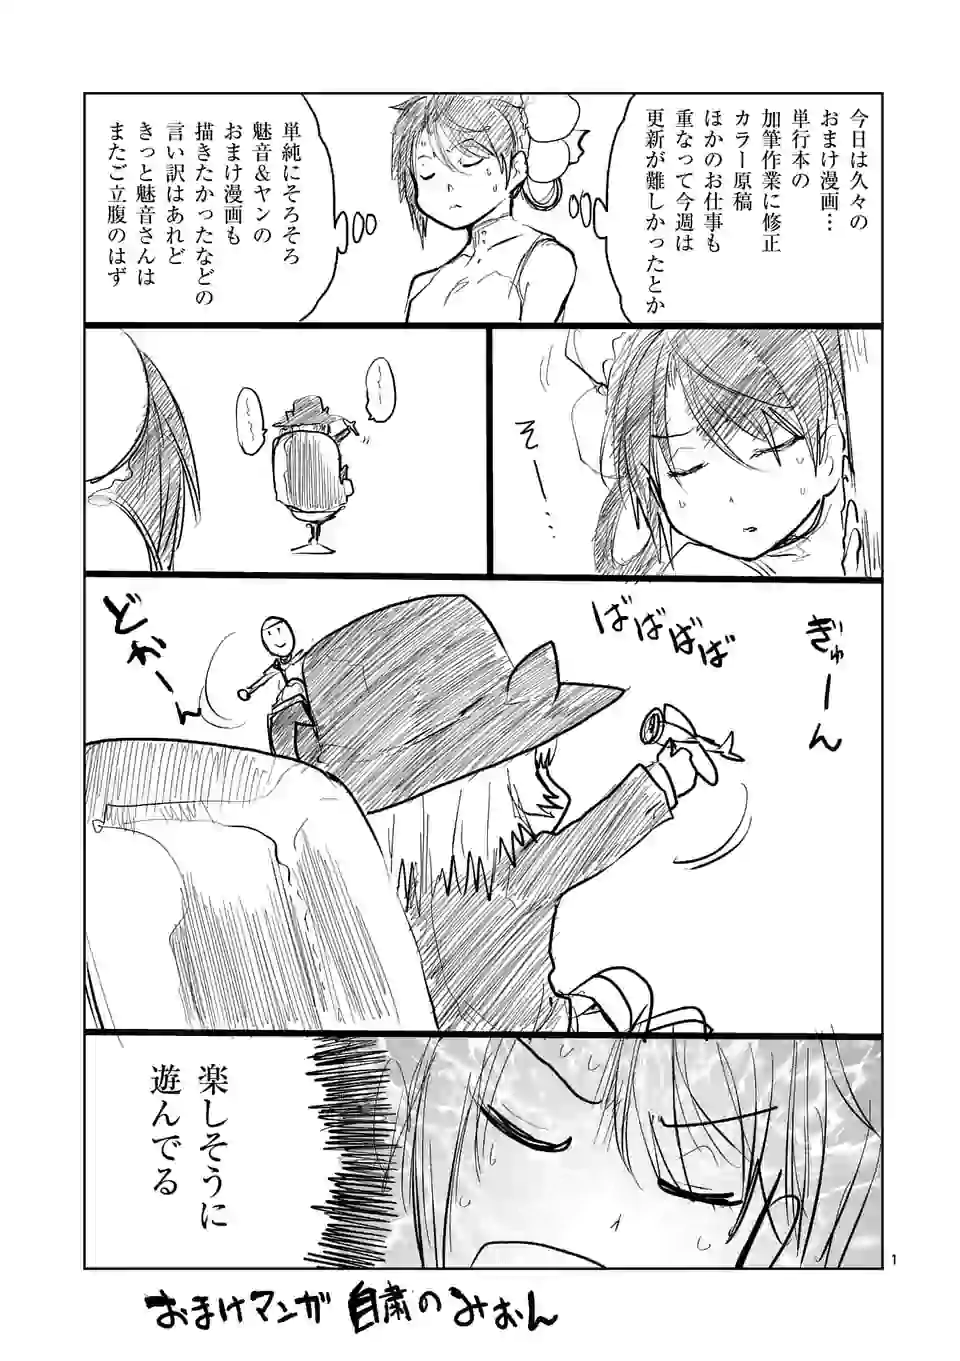 今日は久々の
おまけ漫画…
単行本の
加筆作業に修正
カラー原稿
ほかのお仕事も
重なって今週は
更新が難しかったとか
単純にそろそろ
魅音&ヤンの
おまけ漫画も
描きたかったなどの
言い訳はあれど
きっと魅音さんは
またご立腹のはず
そ〜…
ぎゅーん
ばばばば
どかーん
楽しそうに
遊んでる
1
おまけマンガ 自粛のみおん